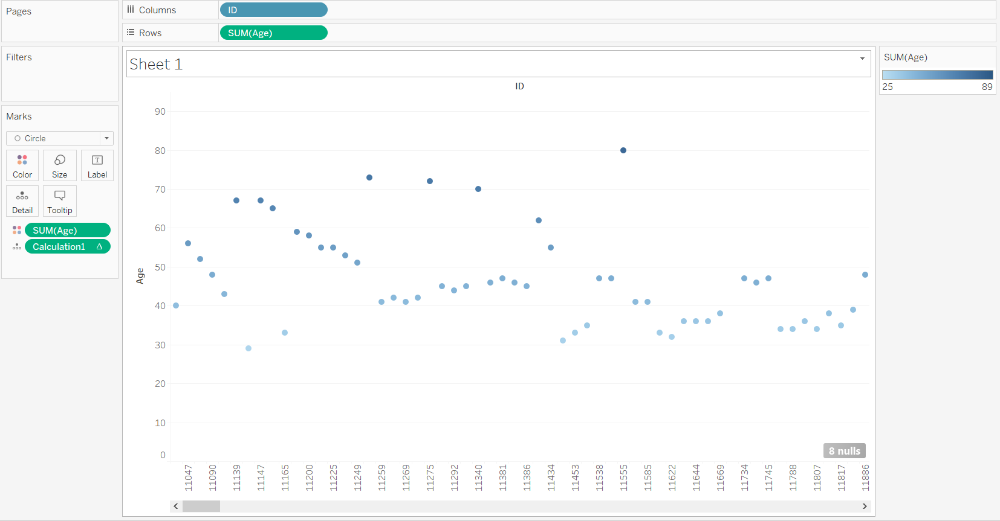 Pages
Columns
ID
Rows
SUM(Age)
Filters
Marks
Circle
Color
Size
Label
Detail
Tooltip
SUM(Age)
Calculation1 Δ
Sheet 1
ID
Age
90
80
70
60
50
40
30
20
10
0
8 nulls
11047
11090
11139
11147
11165
11200
11225
11249
11259
11269
11275
11292
11340
11381
11386
11434
11453
11538
11555
11585
11622
11644
11669
11734
11745
11788
11807
11817
11886
SUM(Age)
25 89